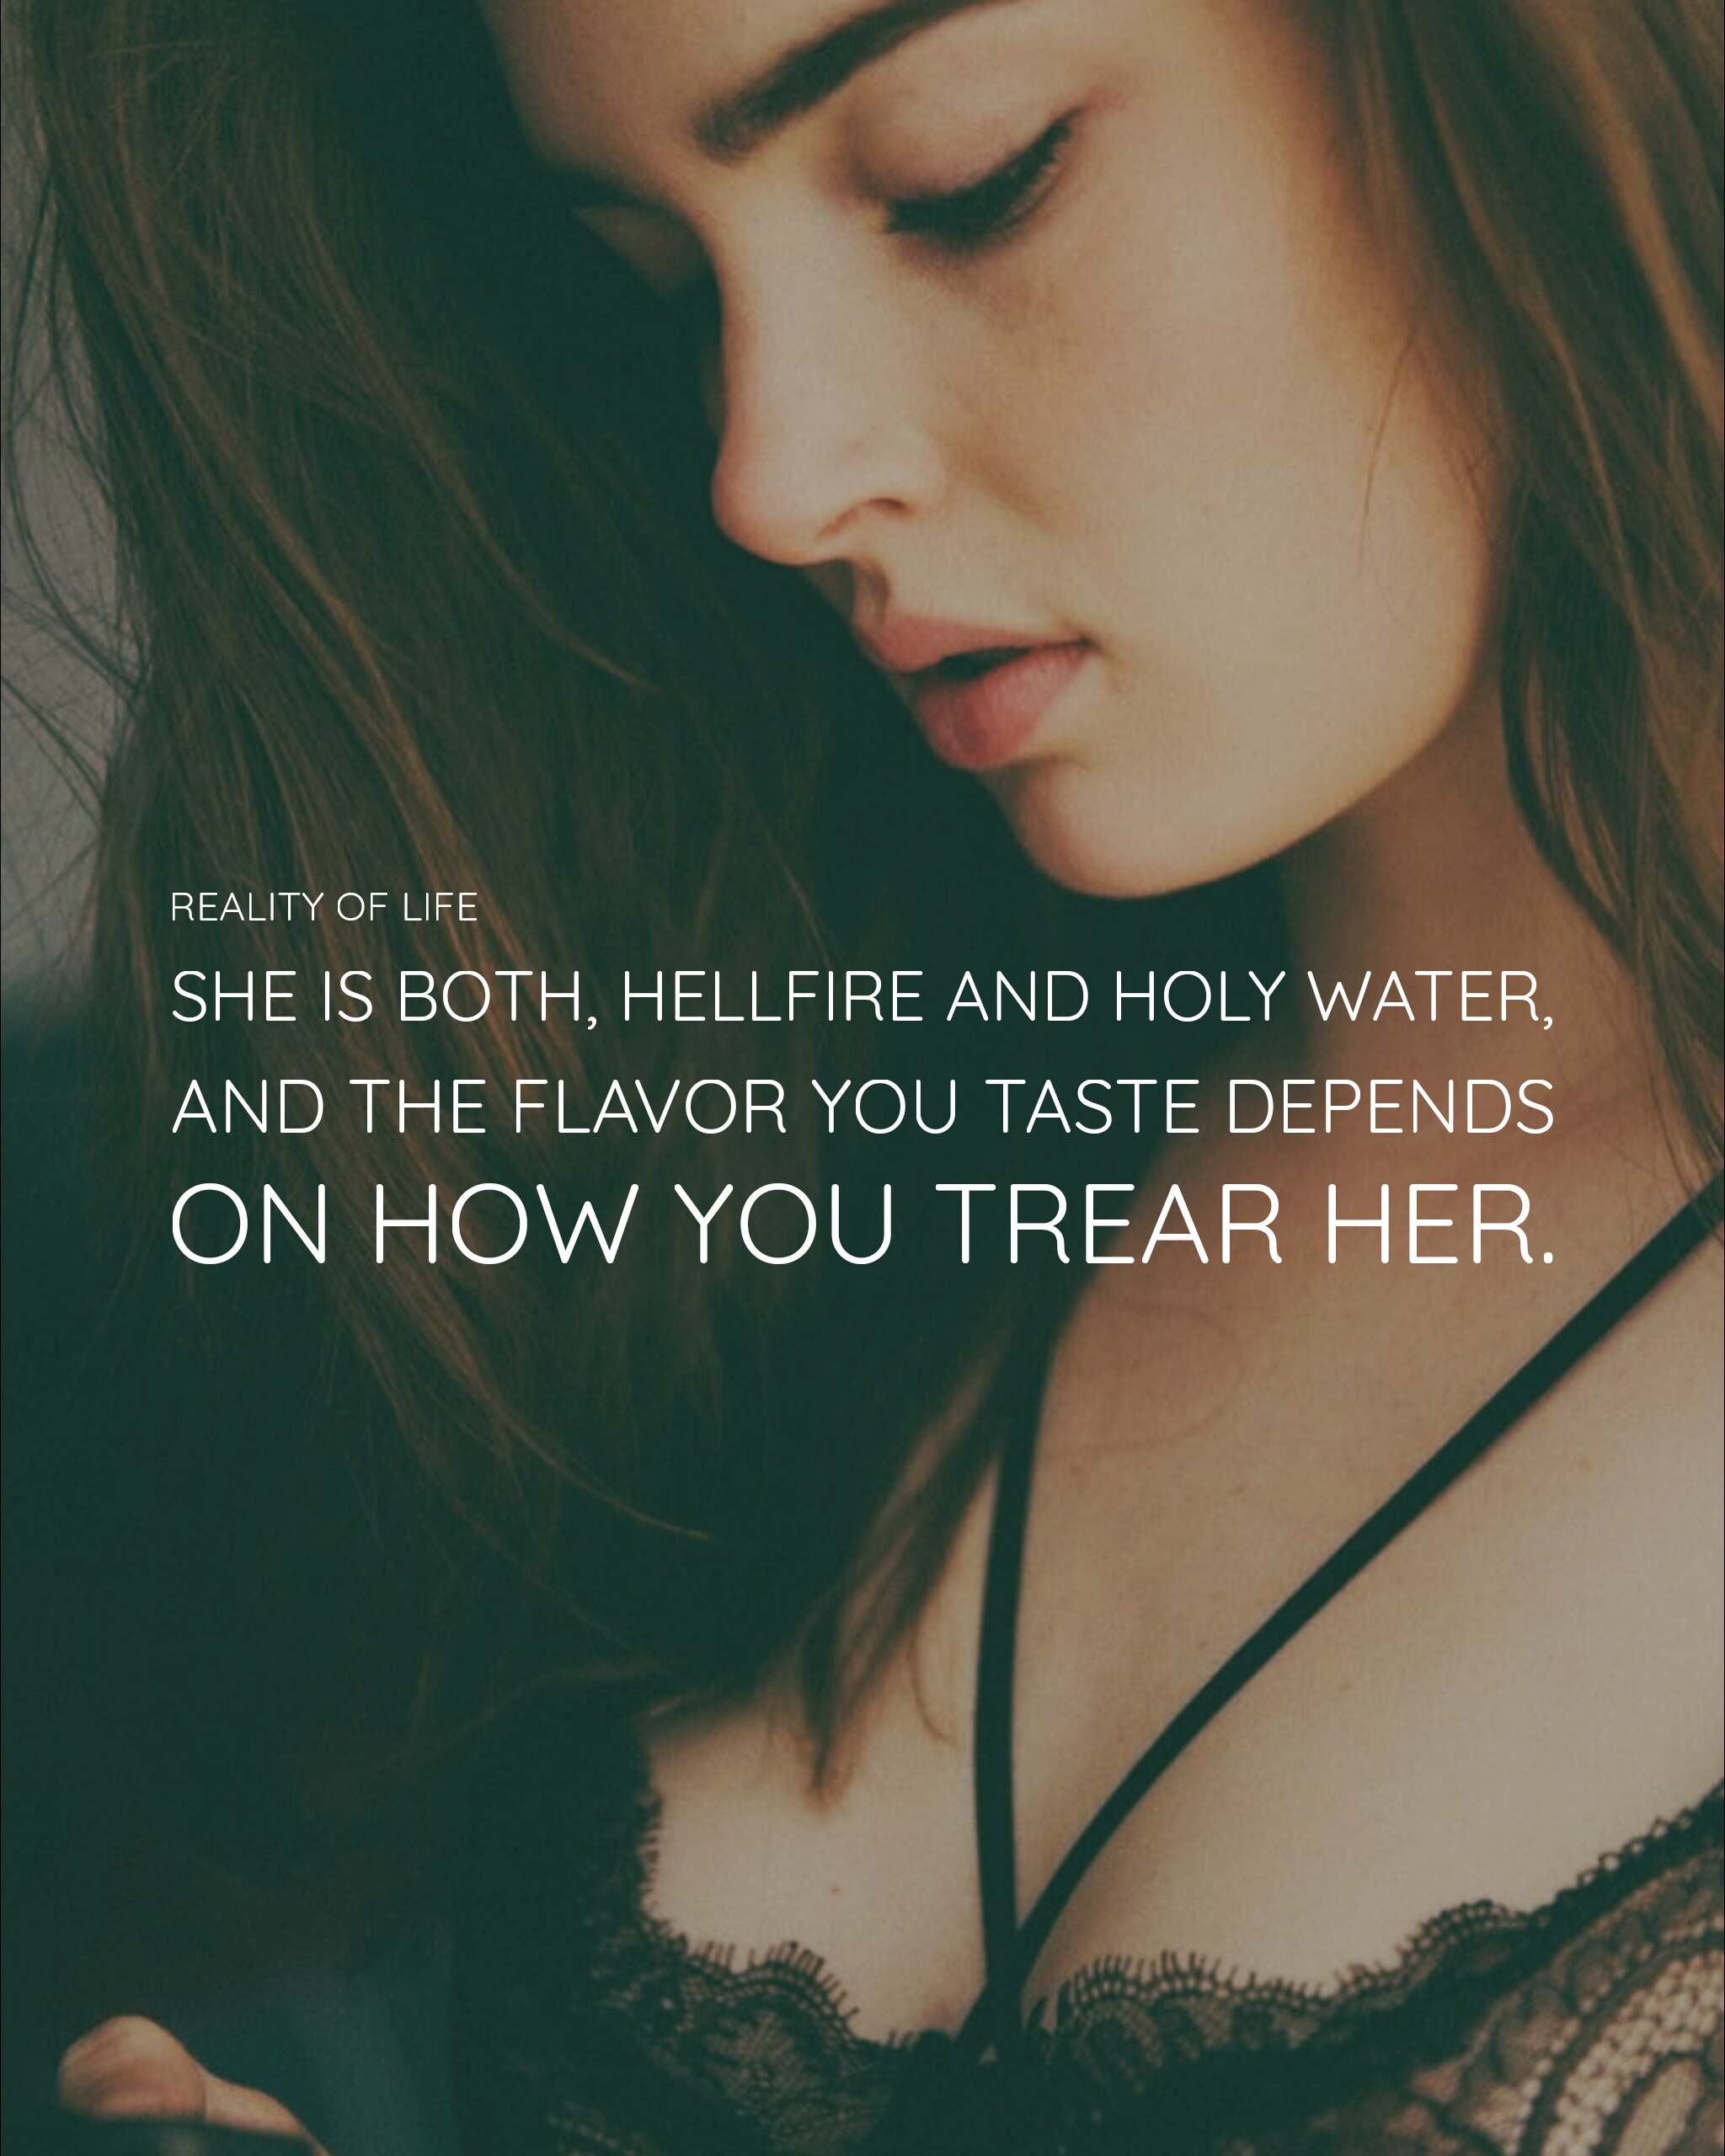 REALITY OF LIFE
SHE IS BOTH, HELLFIRE AND HOLY WATER,
AND THE FLAVOR YOU TASTE DEPENDS
ON HOW YOU TREAR HER.